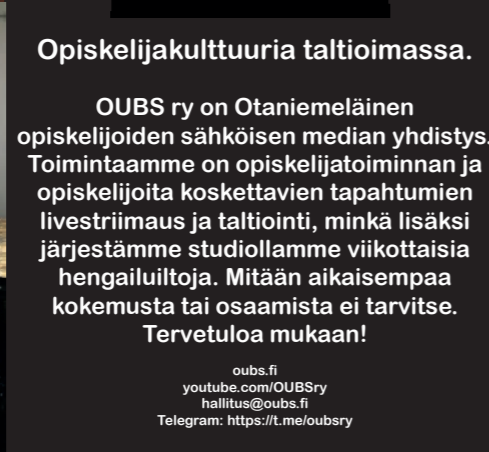 Opiskelijakulttuuria taltioimassa.
OUBS ry on Otaniemeläinen
opiskelijoiden sähköisen median yhdistys.
Toimintaamme on opiskelijatoiminnan ja
opiskelijoita koskettavien tapahtumien
livestriimaus ja taltiointi, minkä lisäksi
järjestämme studiollamme viikottaisia
hengailuiltoja. Mitään aikaisempaa
kokemusta tai osaamista ei tarvitse.
Tervetuloa mukaan!
oubs.fi
youtube.com/OUBSry
hallitus@oubs.fi
Telegram: https://t.me/oubsry